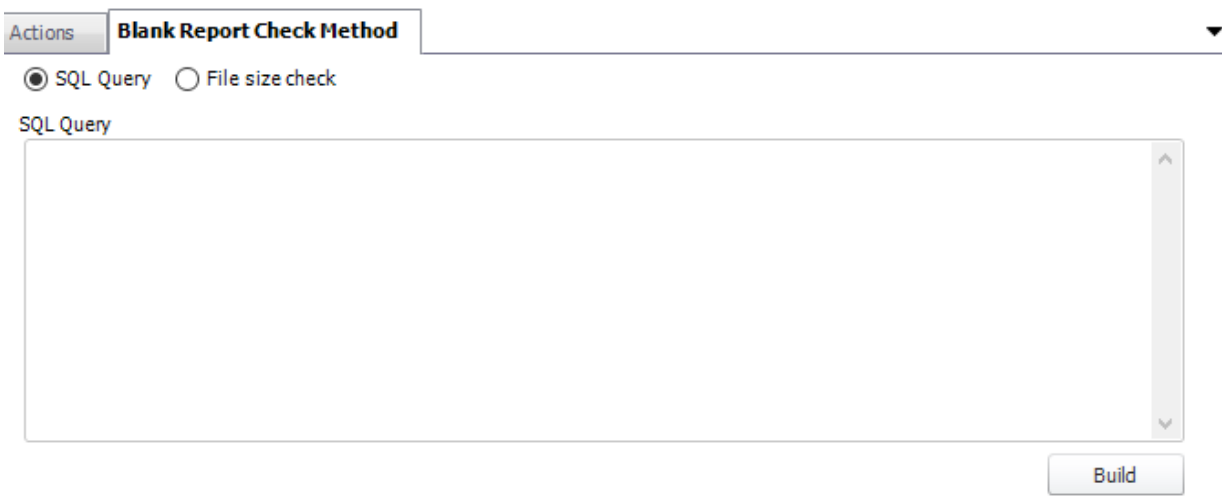 Actions Blank Report Check Method
SQL Query File size check
SQL Query
Build